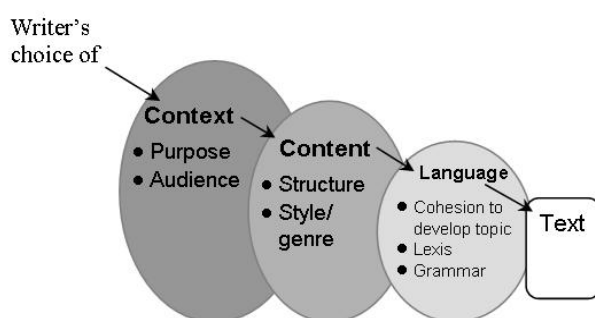 Writer's
choice of
Context
● Purpose
● Audience
Content
● Structure
● Style/
genre
Language
● Cohesion to
develop topic
● Lexis
● Grammar
Text